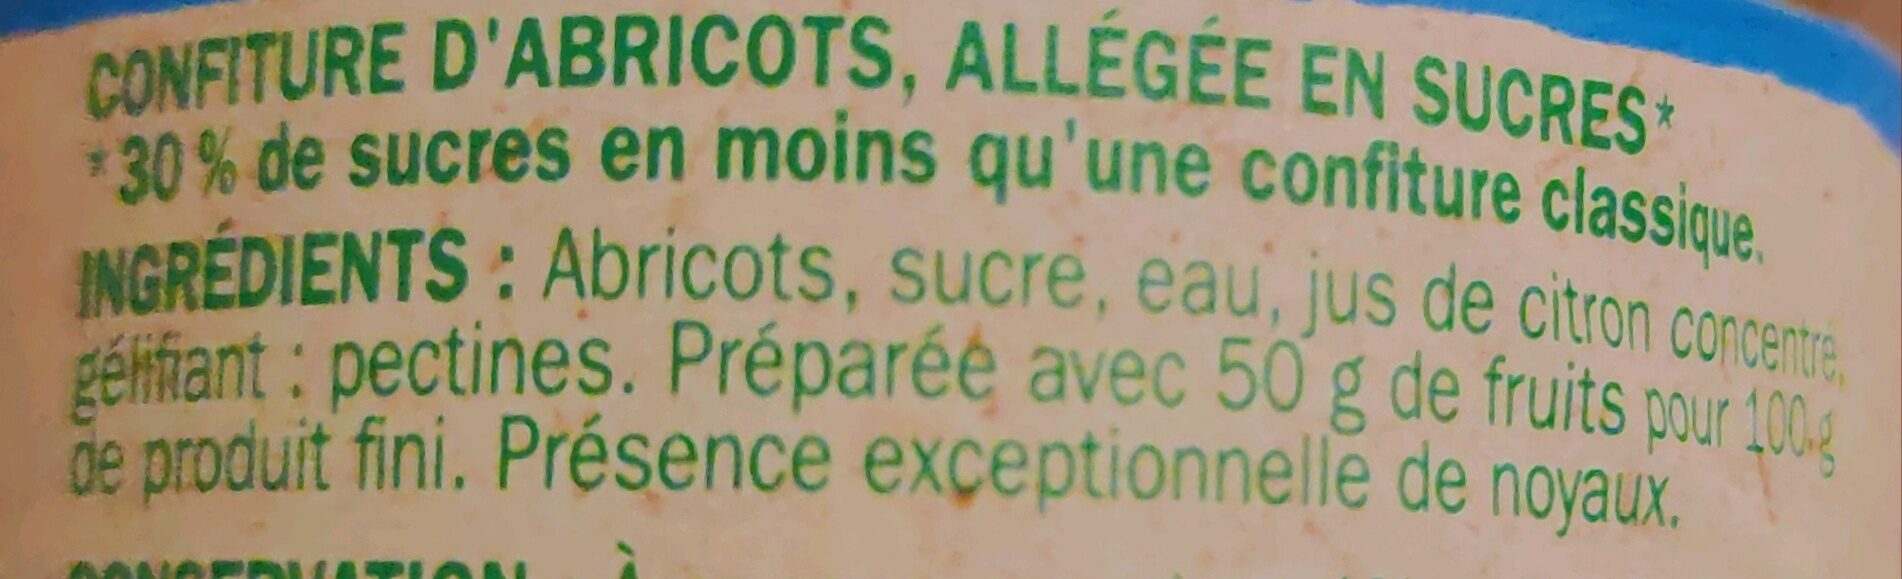 CONFITURE D'ABRICOTS, ALLÉGÉE EN SUCRES*
*30 % de sucres en moins qu'une confiture classique.
INGRÉDIENTS : Abricots, sucre, eau, jus de citron concentré,
gélifiant : pectines. Préparée avec 50 g de fruits pour 100 g
de produit fini. Présence exceptionnelle de noyaux.
CONSERVATION À